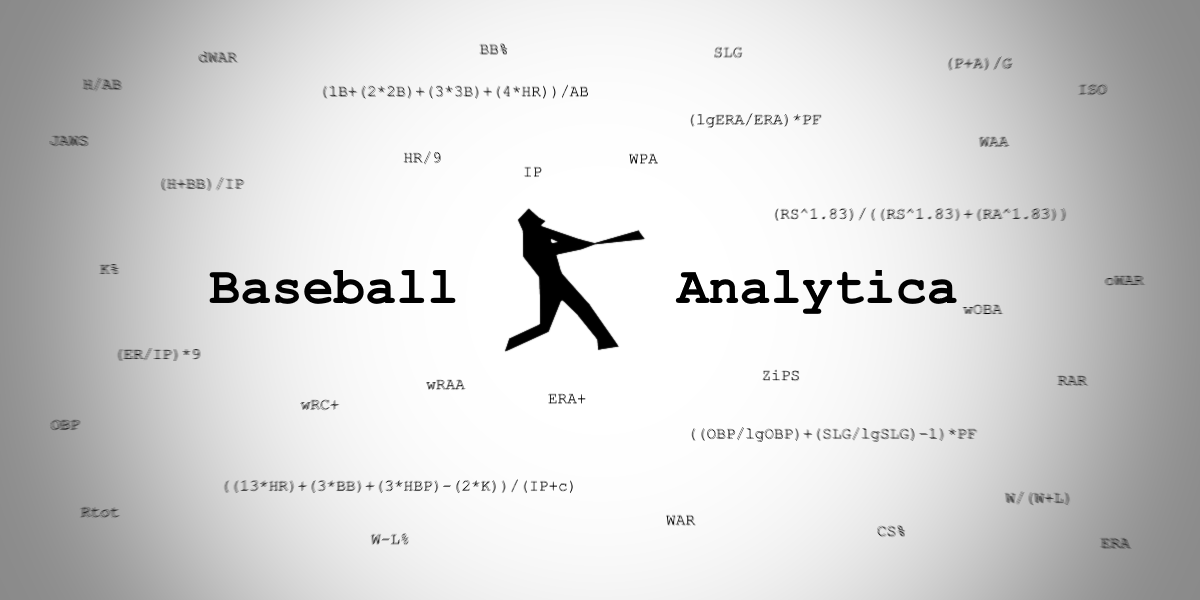 BB%
SLG
dWAR
(P+A)/G
H/AB
(1B+(2*2B)+(3*3B)+(4*HR))/AB
ISO
(lgERA/ERA)*PF
JAWS
WAA
HR/9
WPA
IP
(H+BB)/IP
(RS^1.83)/((RS^1.83)+(RA^1.83))
K%
Baseball Analytica
oWAR
wOBA
(ER/IP)*9
ZiPS
RAR
wRAA
ERA+
wRC+
OBP
((OBP/lgOBP)+(SLG/lgSLG)-1)*PF
((13*HR)+(3*BB)+(3*HBP)-(2*K))/(IP+c)
W/(W+L)
Rtot
WAR
CS%
W-L%
ERA